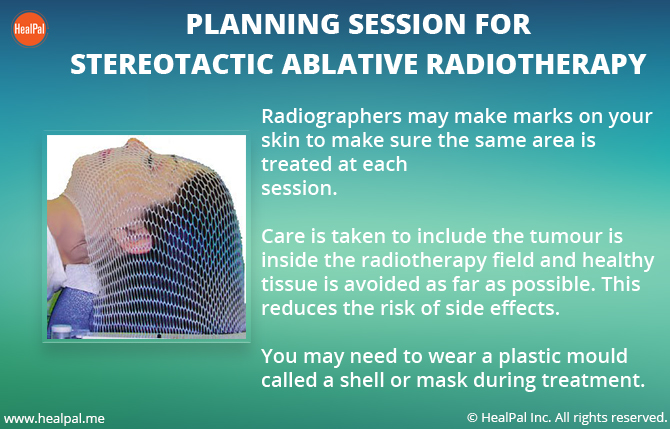 HealPal
PLANNING SESSION FOR
STEREOTACTIC ABLATIVE RADIOTHERAPY
Radiographers may make marks on your
skin to make sure the same area is
treated at each
session.
Care is taken to include the tumour is
inside the radiotherapy field and healthy
tissue is avoided as far as possible. This
reduces the risk of side effects.
You may need to wear a plastic mould
called a shell or mask during treatment.
www.healpal.me
© HealPal Inc. All rights reserved.